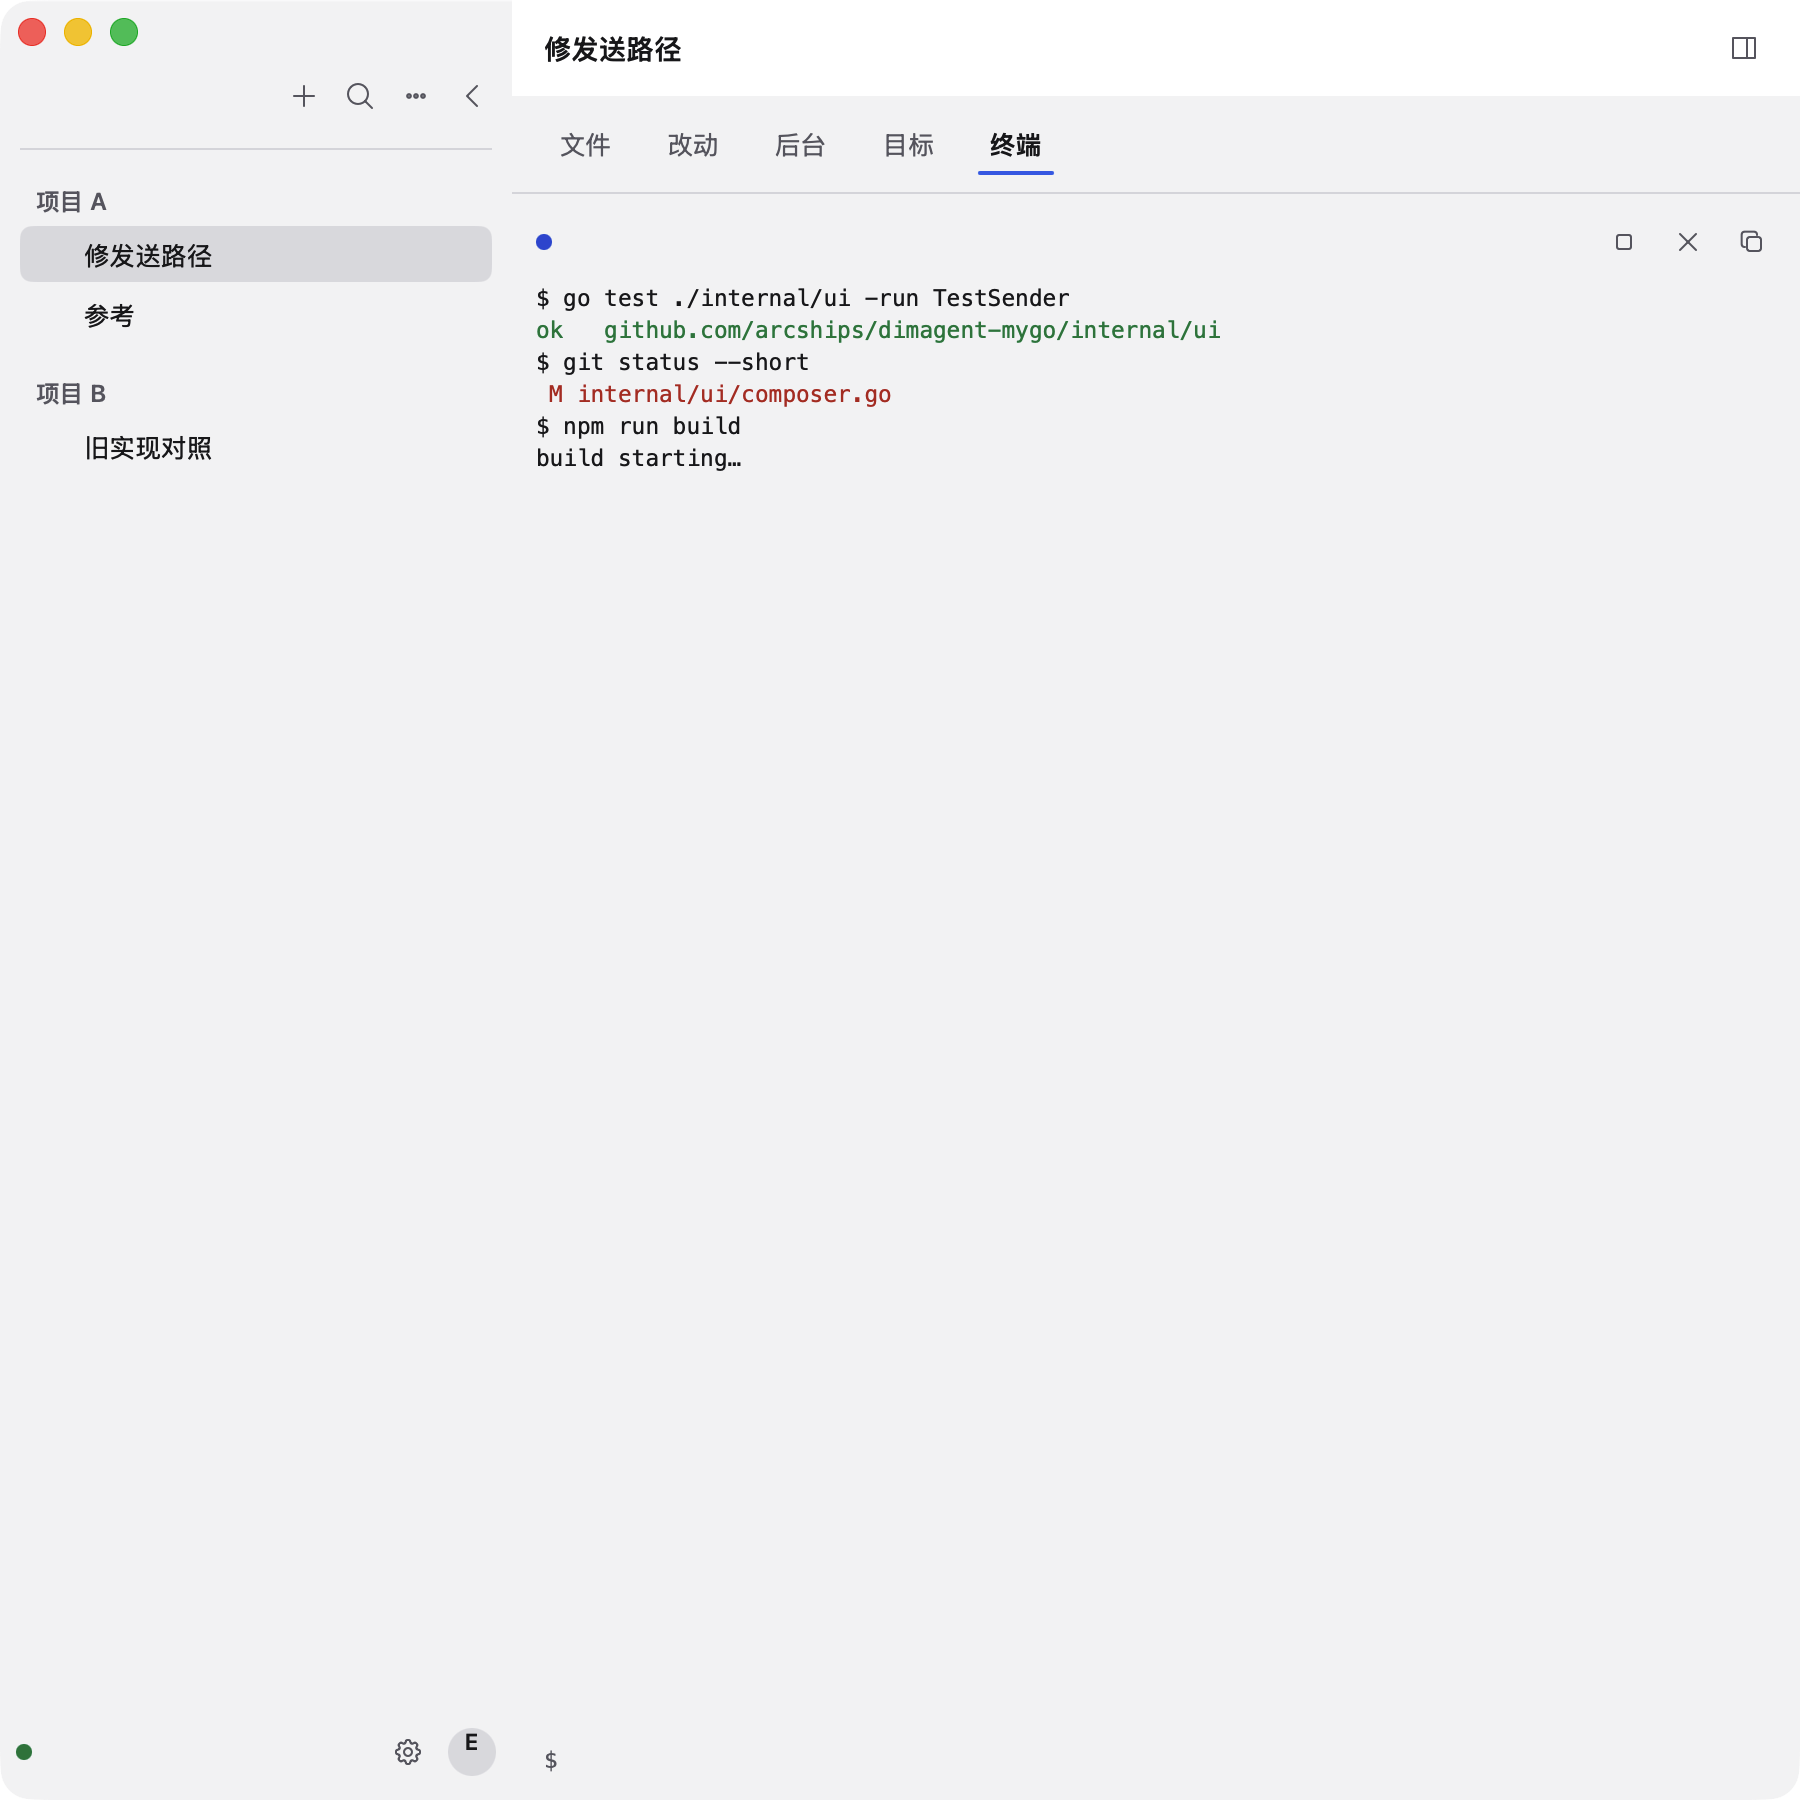 修发送路径
文件 改动 后台 目标 终端
项目 A
修发送路径
参考
项目 B
旧实现对照
$ go test ./internal/ui -run TestSender
ok   github.com/arcships/dimagent-mygo/internal/ui
$ git status --short
 M internal/ui/composer.go
$ npm run build
build starting…
E
$